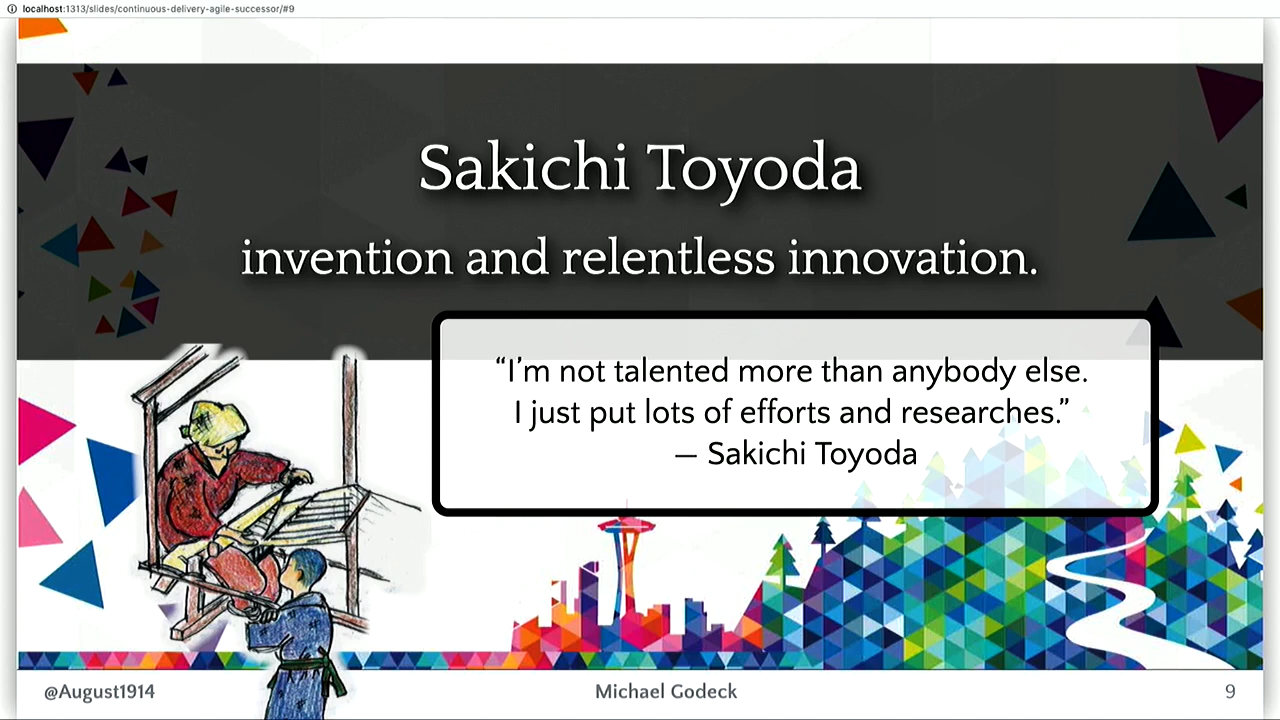 localhost:1313/slides/continuous-delivery-agile-successor/#9
Sakichi Toyoda
invention and relentless innovation.
“I’m not talented more than anybody else.
I just put lots of efforts and researches.”
— Sakichi Toyoda
@August1914
Michael Godeck
9